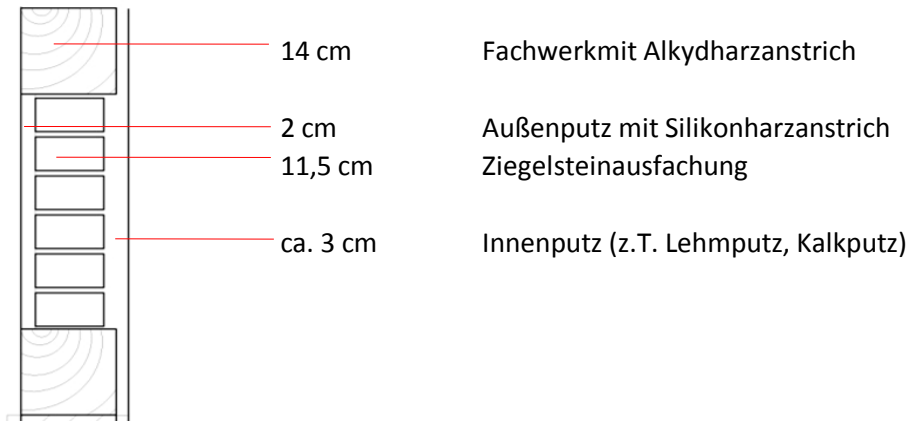 14 cm Fachwerkmit Alkydharzanstrich
2 cm Außenputz mit Silikonharzanstrich
11,5 cm Ziegelsteinausfachung
ca. 3 cm Innenputz (z.T. Lehmputz, Kalkputz)